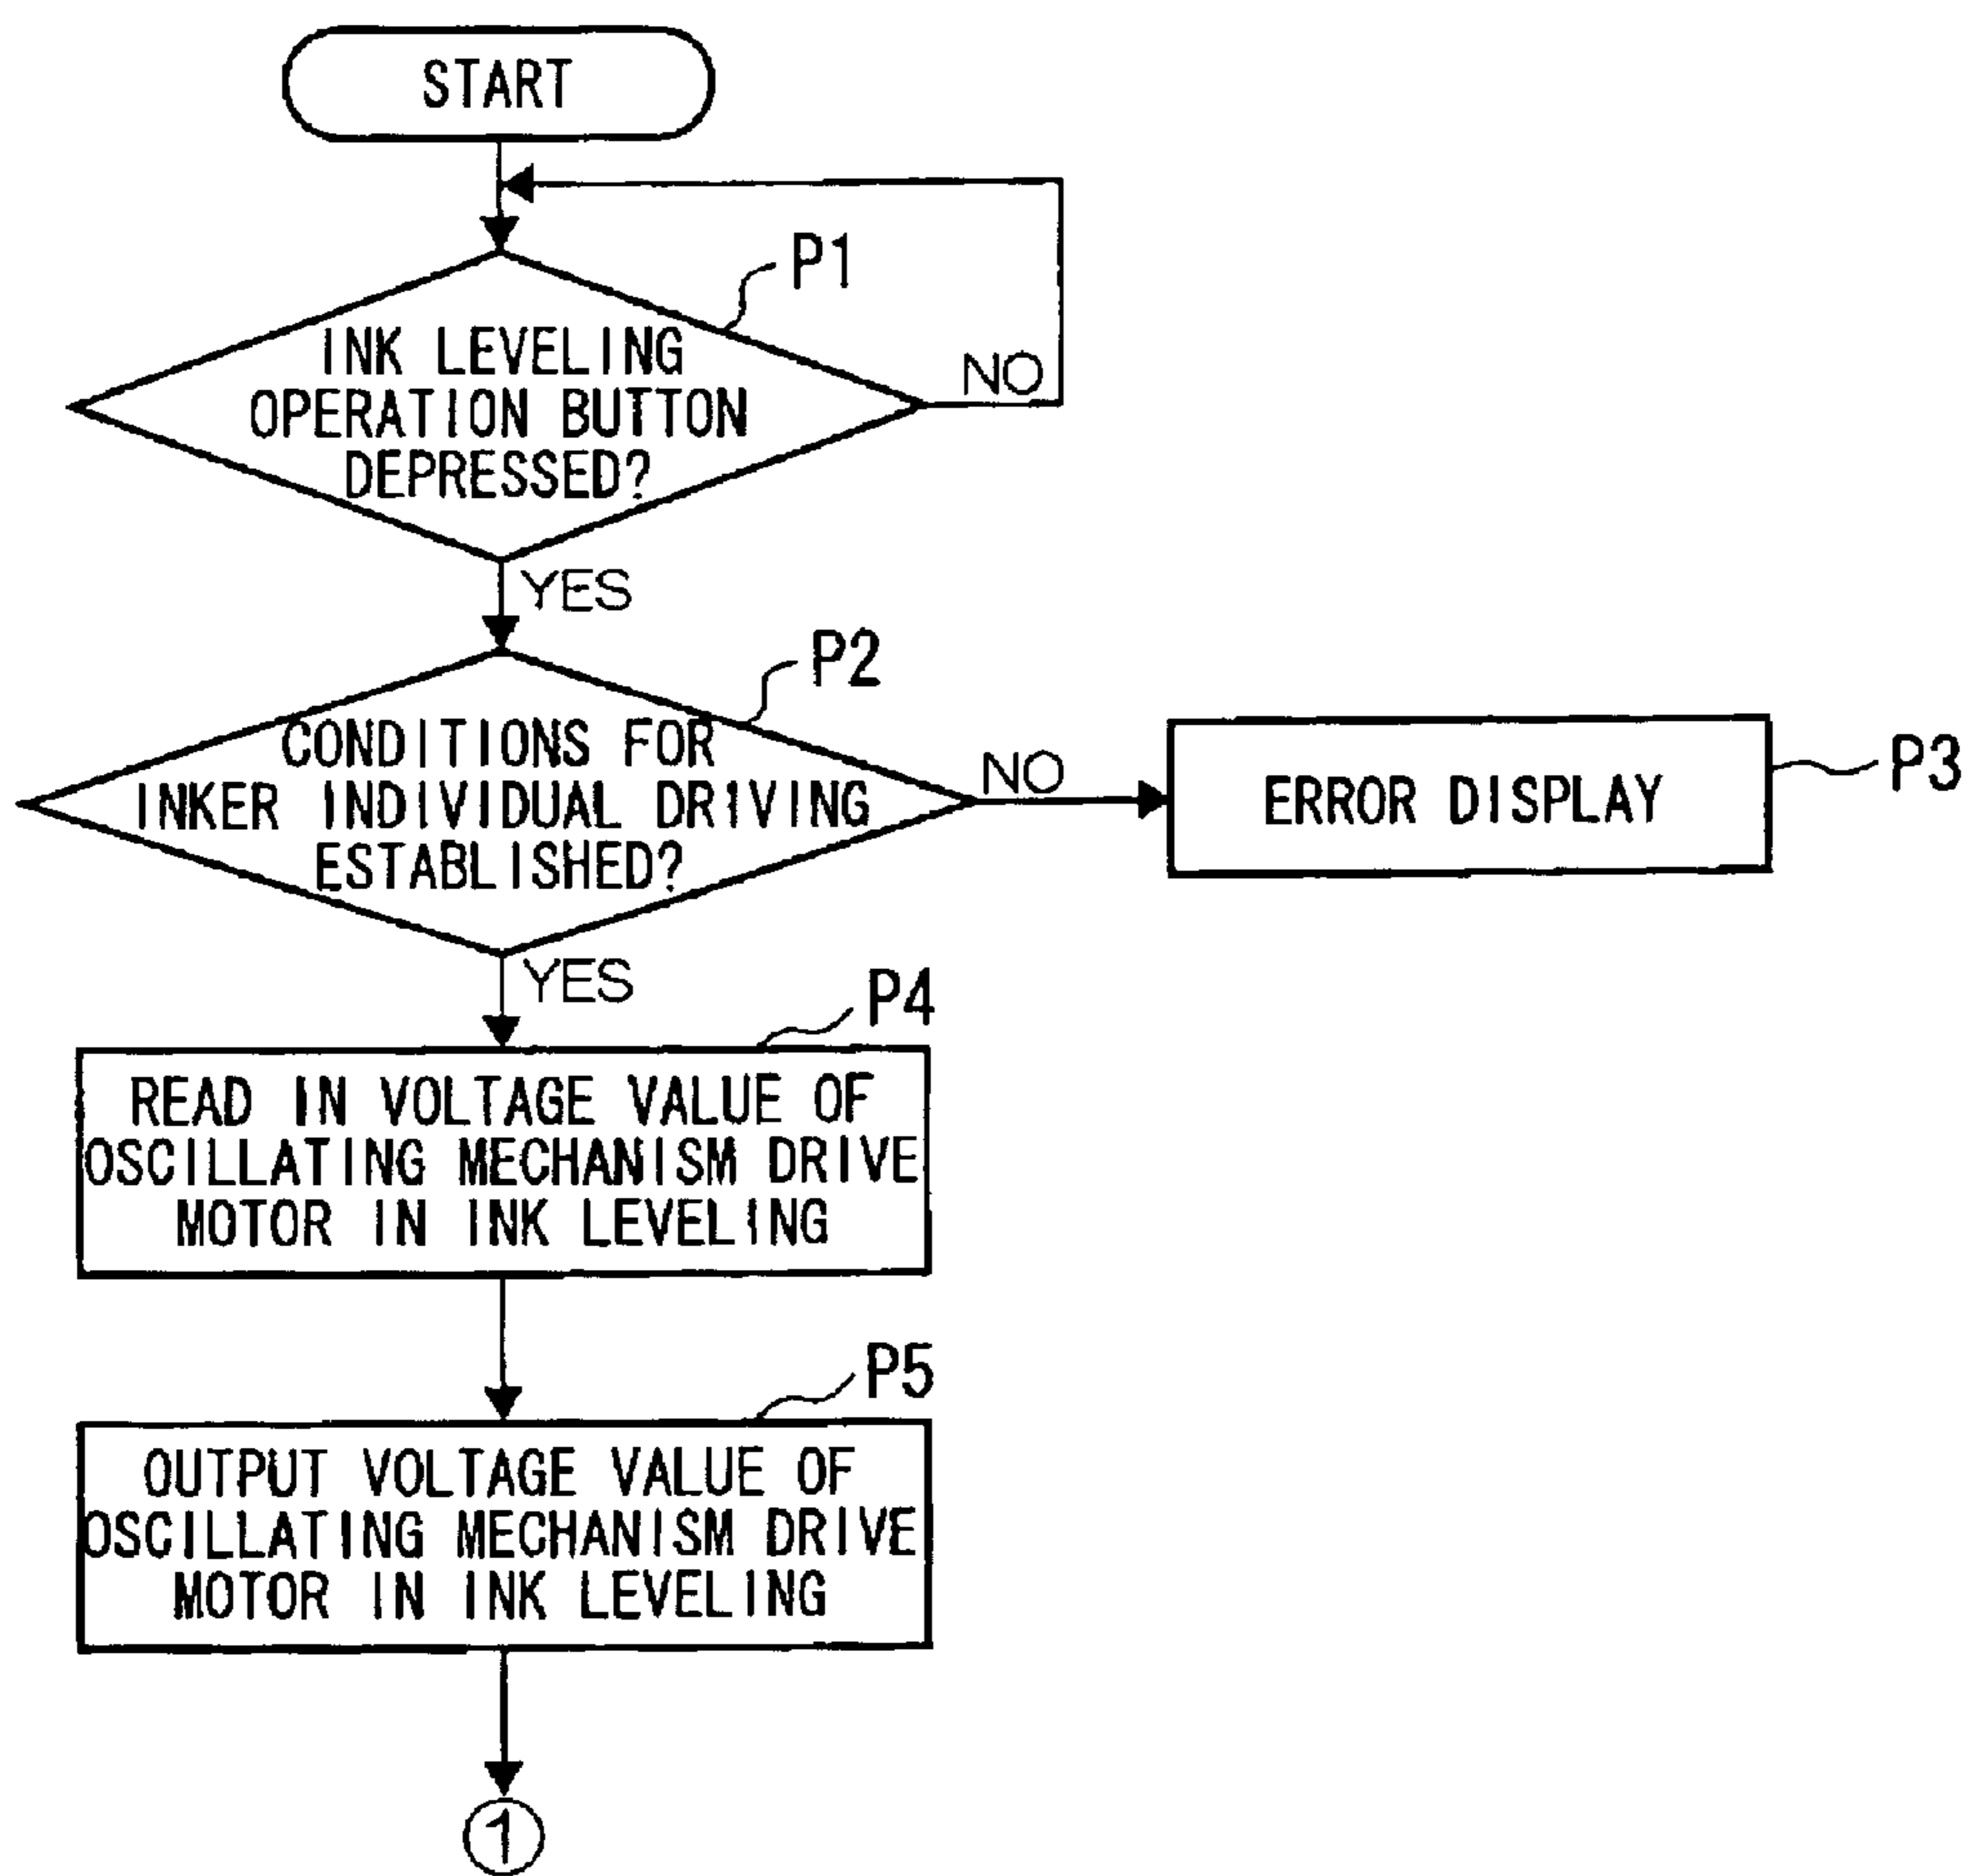 START
P1
INK LEVELING
OPERATION BUTTON
DEPRESSED?
NO
YES
P2
CONDITIONS FOR
INKER INDIVIDUAL DRIVING
ESTABLISHED?
NO
ERROR DISPLAY
P3
YES
P4
READ IN VOLTAGE VALUE OF
OSCILLATING MECHANISM DRIVE
MOTOR IN INK LEVELING
P5
OUTPUT VOLTAGE VALUE OF
OSCILLATING MECHANISM DRIVE
MOTOR IN INK LEVELING
1